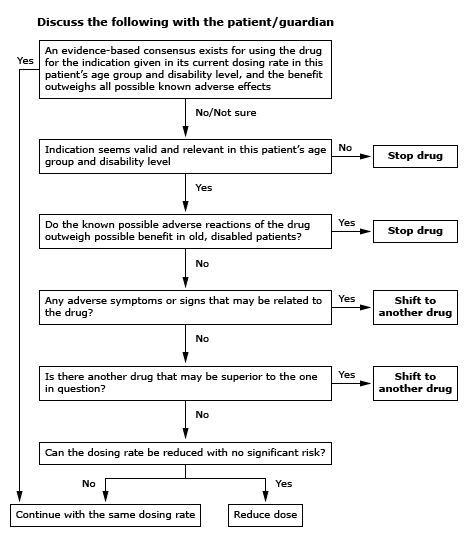 Discuss the following with the patient/guardian
An evidence-based consensus exists for using the drug
for the indication given in its current dosing rate in this
patient's age group and disability level, and the benefit
outweighs all possible known adverse effects
Yes
No/Not sure
Indication seems valid and relevant in this patient's age
group and disability level
No
Stop drug
Yes
Do the known possible adverse reactions of the drug
outweigh possible benefit in old, disabled patients?
Yes
Stop drug
No
Any adverse symptoms or signs that may be related to
the drug?
Yes
Shift to
another drug
No
Is there another drug that may be superior to the one
in question?
Yes
Shift to
another drug
No
Can the dosing rate be reduced with no significant risk?
No
Yes
Continue with the same dosing rate
Reduce dose